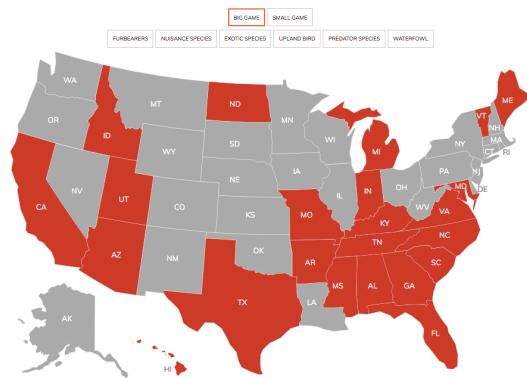 BIG GAME SMALL GAME
FURBEARERS NUISANCE SPECIES EXOTIC SPECIES UPLAND BIRD PREDATOR SPECIES WATERFOWL
WA
MT
ND
MN
ME
VT
OR
ID
SD
WI
MI
NH
NY
MA
CT RI
WY
IA
PA
NJ
NE
IL
IN
OH
MD
DE
NV
UT
CO
KS
MO
WV
VA
KY
CA
NC
TN
AZ
NM
OK
AR
SC
MS
AL
GA
TX
LA
AK
FL
HI